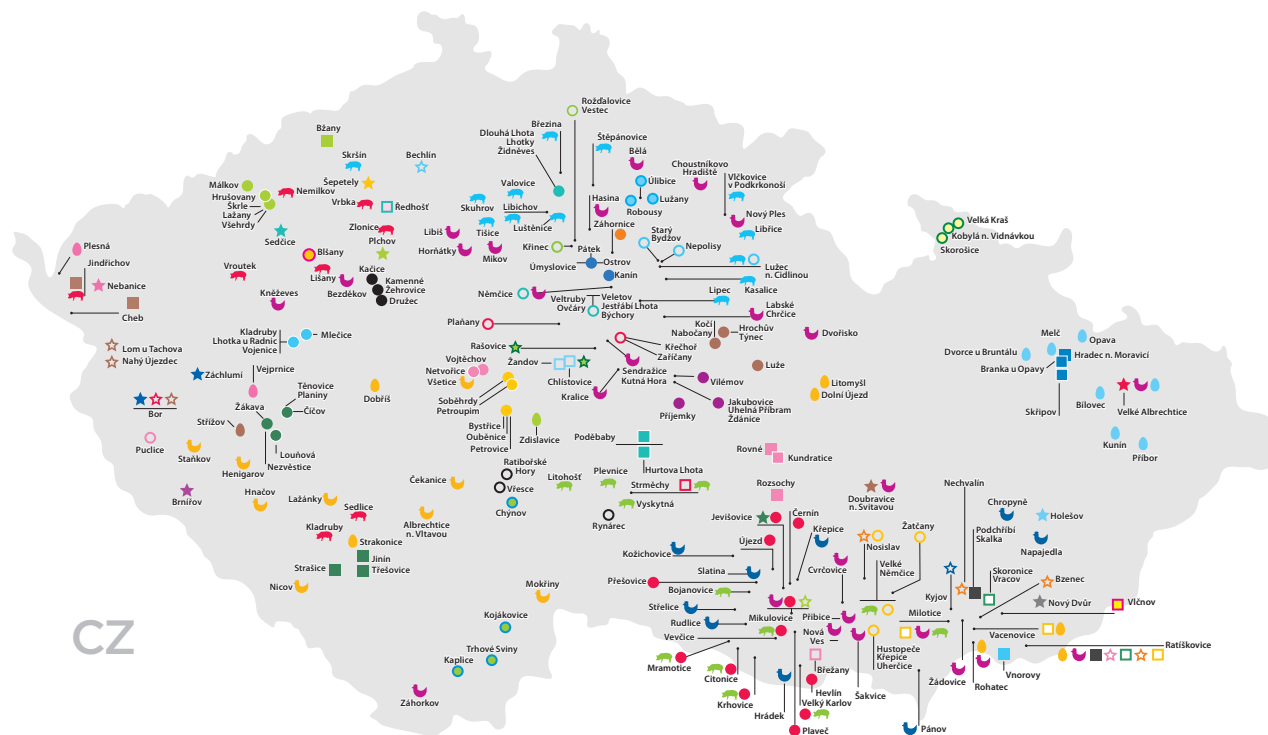 Rožďalovice
Vestec
Březina
Dlouhá Lhota
Lhotky
Židněves
Štěpánovice
Bělá
Bžany
Skršín
Bechlín
Choustníkovo
Hradiště
Vlčkovice
v Podkrkonoší
Málkov
Hrušovany
Škrle
Lažany
Všehrdy
Nemilkov
Šepetely
Vrbka
Ředhošť
Valovice
Skuhrov
Libichov
Tišice
Luštěnice
Úlibice
Lužany
Robousy
Hasina
Nový Ples
Libřice
Velká Kraš
Kobylá n. Vidnávkou
Skorošice
Sedčice
Zlonice
Plchov
Libiš
Horňátky
Mikov
Křinec
Záhornice
Starý
Bydžov
Nepolisy
Plesná
Jindřichov
Nebanice
Cheb
Vroutek
Blšany
Lišany
Bezděkov
Kněževes
Kačice
Kamenné
Žehrovice
Družec
Pátek
Ostrov
Úmyslovice
Kanín
Lužec
n. Cidlinou
Kasalice
Lipec
Němčice
Veltruby
Ovčáry
Veletov
Jestřábí Lhota
Býchory
Labské
Chrčice
Plaňany
Kočí
Nabočany
Hrochův
Týnec
Dvořisko
Melč
Opava
Dvorce u Bruntálu
Hradec n. Moravicí
Branka u Opavy
Kladruby
Lhotka u Radnic
Vojenice
Mlečice
Lom u Tachova
Nahý Újezdec
Rašovice
Žandov
Chlístovice
Křečhoř
Zaříčany
Sendražice
Kutná Hora
Kralice
Luže
Záchlumí
Vejprnice
Těnovice
Planiny
Čičov
Dobříš
Vojtěchov
Netvořice
Všetice
Soběhrdy
Petroupim
Vilémov
Jakubovice
Uhelná Příbram
Ždánice
Příjemky
Litomyšl
Dolní Újezd
Skřipov
Bílovec
Velké Albrechtice
Bor
Žákava
Střížov
Louňová
Nezvěstice
Puclice
Staňkov
Henigarov
Bystřice
Ouběnice
Petrovice
Zdislavice
Poděbaby
Hurtova Lhota
Rovné
Kundratice
Kunín
Příbor
Brnířov
Hnačov
Lažánky
Čekanice
Ratibořské
Hory
Vřesce
Chýnov
Litohošť
Plevnice
Strměchy
Vyskytná
Rozsochy
Rynárec
Doubravice
n. Svitavou
Nechvalín
Chropyně
Holešov
Napajedla
Sedlice
Kladruby
Strakonice
Albrechtice
n. Vltavou
Jevišovice
Černín
Křepice
Žatčany
Podchříbí
Skalka
Strašice
Jinín
Třešovice
Nicov
Mokřiny
Kožichovice
Újezd
Nosislav
Slatina
Cvrčovice
Velké
Němčice
Skoronice
Vracov
Bzenec
Přešovice
Bojanovice
Kyjov
Nový Dvůr
Vlčnov
Střelice
Rudlice
Mikulovice
Přibice
Milotice
Vacenovice
Kojákovice
Trhové Sviny
Kaplice
Záhorkov
Vevčice
Nová
Ves
Hustopeče
Křepice
Uherčice
Ratíškovice
Mramotice
Citonice
Břežany
Hevlín
Velký Karlov
Šakvice
Žádovice
Rohatec
Vnorovy
Krhovice
Hrádek
Plaveč
Pánov
CZ